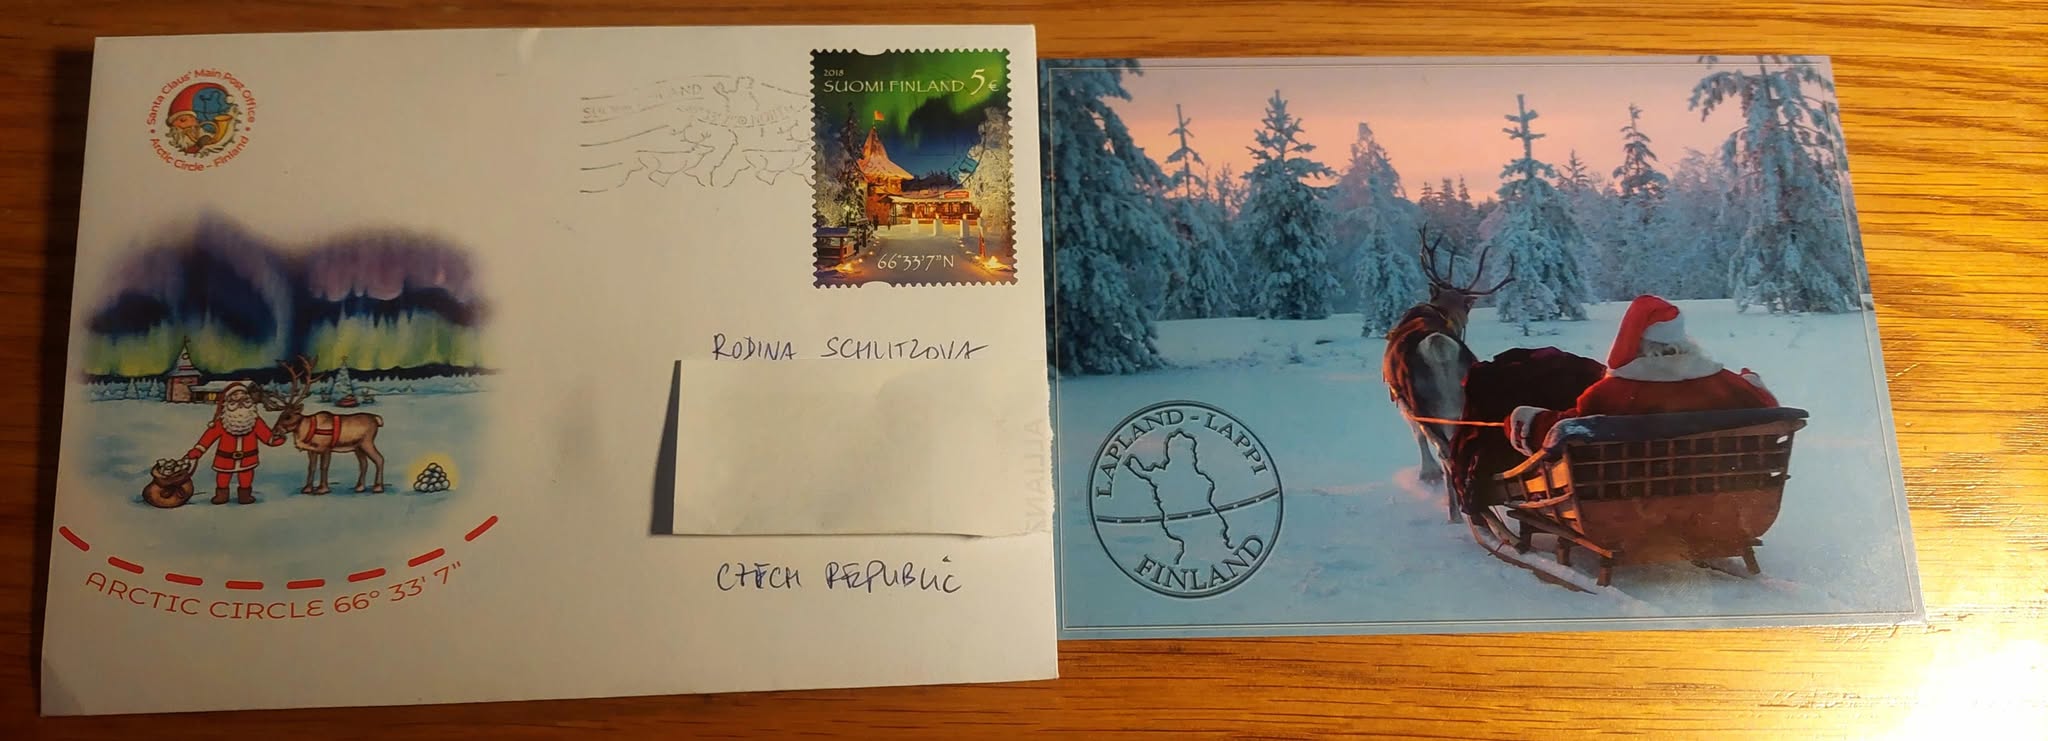 Santa Claus' Main Post Office
Arctic Circle - Finland
2018
SUOMI FINLAND 5 €
66°33'7"N
RODINA SCHLITZOVA
CZECH REPUBLIC
ARCTIC CIRCLE 66° 33' 7"
ALLIANZ
LAPLAND - LAPPI
FINLAND